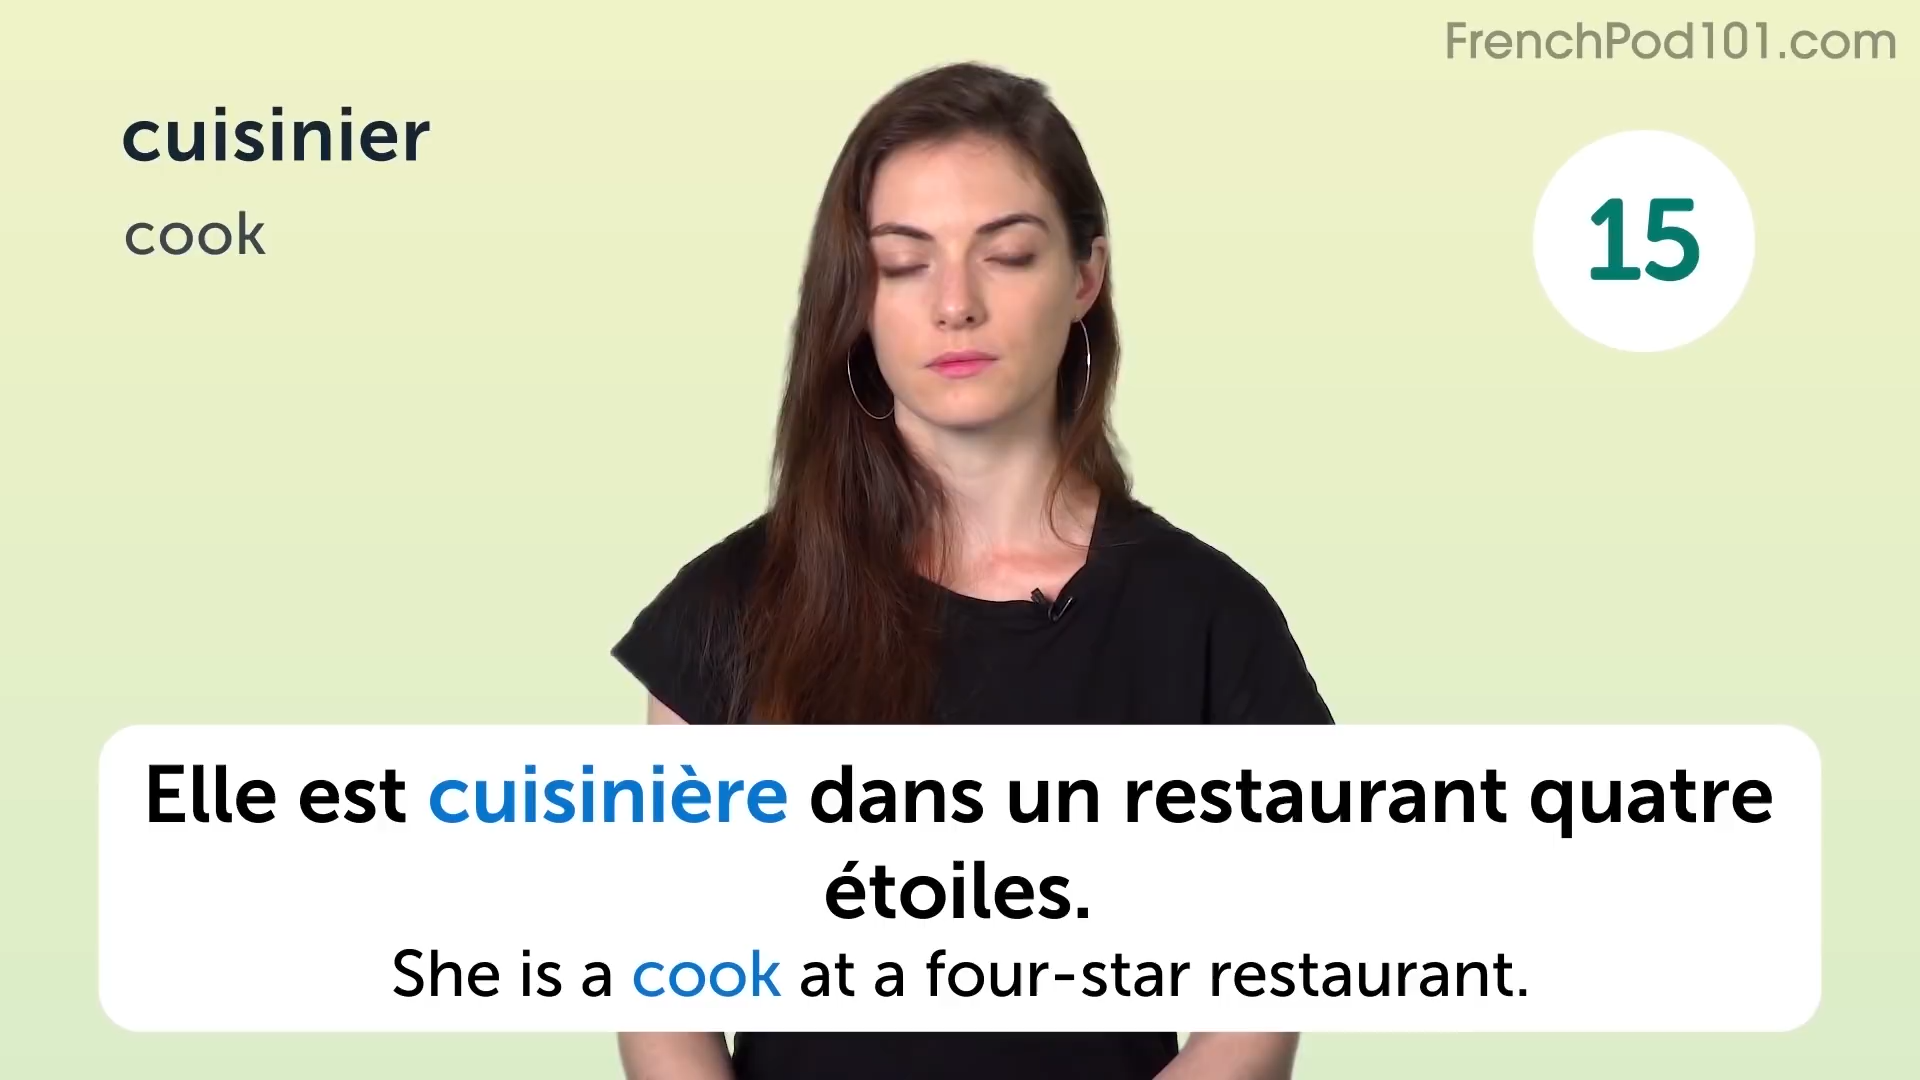 FrenchPod101.com
cuisinier
cook
15
Elle est cuisinière dans un restaurant quatre
étoiles.
She is a cook at a four-star restaurant.